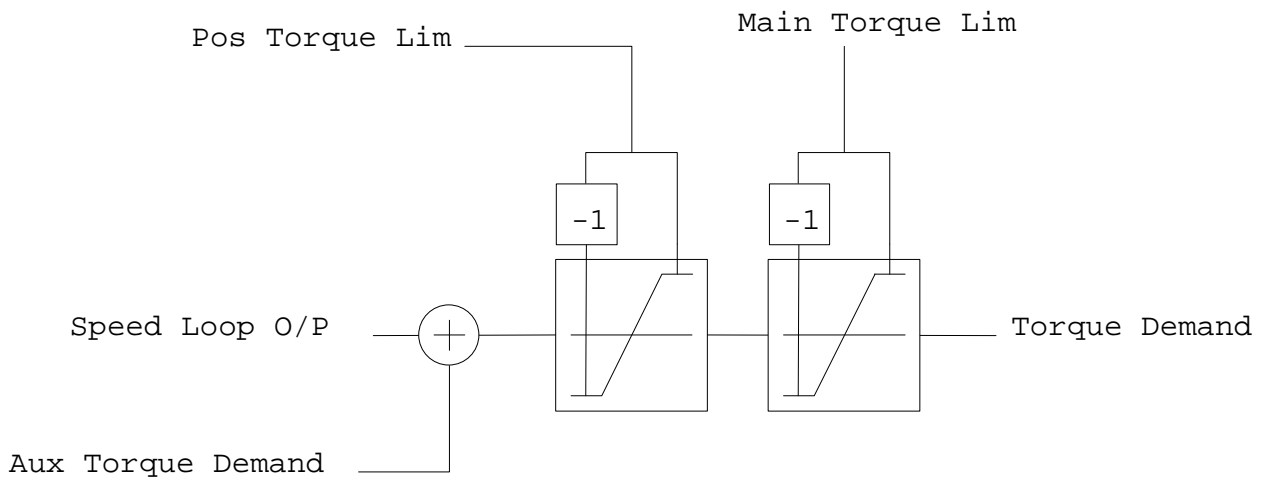 Main Torque Lim
Pos Torque Lim
-1
-1
Speed Loop O/P
Torque Demand
Aux Torque Demand